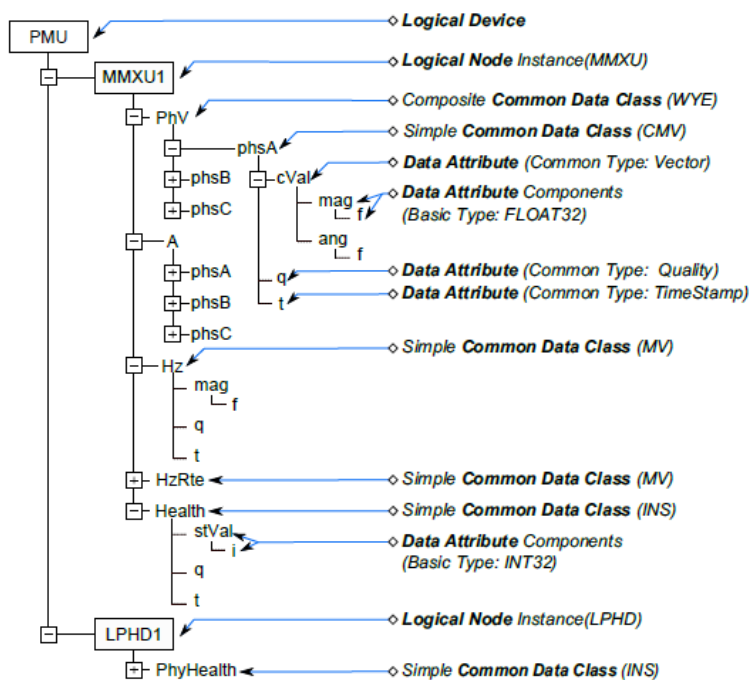 PMU
Logical Device
MMXU1
Logical Node Instance(MMXU)
PhV
Composite Common Data Class (WYE)
phsA
Simple Common Data Class (CMV)
phsB
cVal
Data Attribute (Common Type: Vector)
phsC
mag
f
Data Attribute Components
(Basic Type: FLOAT32)
A
ang
f
phsA
q
Data Attribute (Common Type: Quality)
phsB
t
Data Attribute (Common Type: TimeStamp)
phsC
Hz
Simple Common Data Class (MV)
mag
f
q
t
HzRte
Simple Common Data Class (MV)
Health
Simple Common Data Class (INS)
stVal
i
Data Attribute Components
(Basic Type: INT32)
q
t
LPHD1
Logical Node Instance(LPHD)
PhyHealth
Simple Common Data Class (INS)